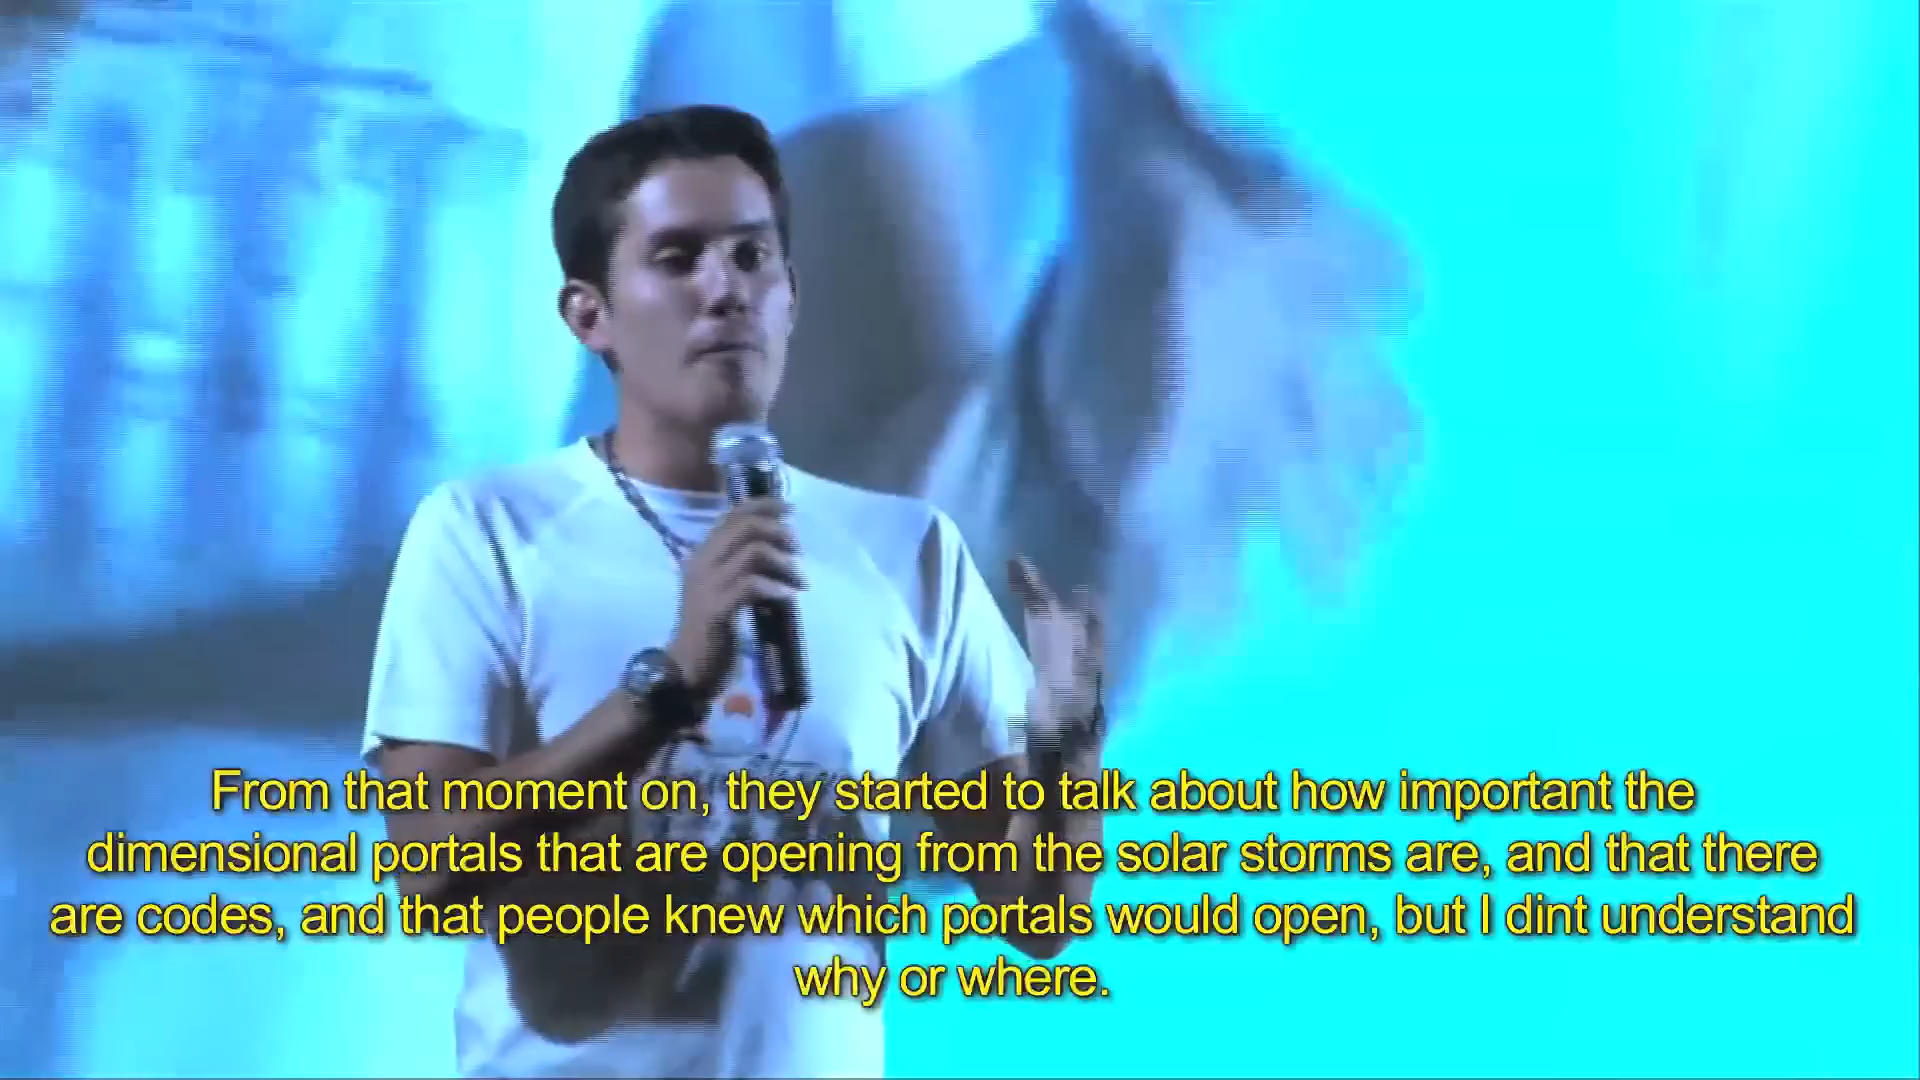 From that moment on, they started to talk about how important the
dimensional portals that are opening from the solar storms are, and that there
are codes, and that people knew which portals would open, but I dint understand
why or where.